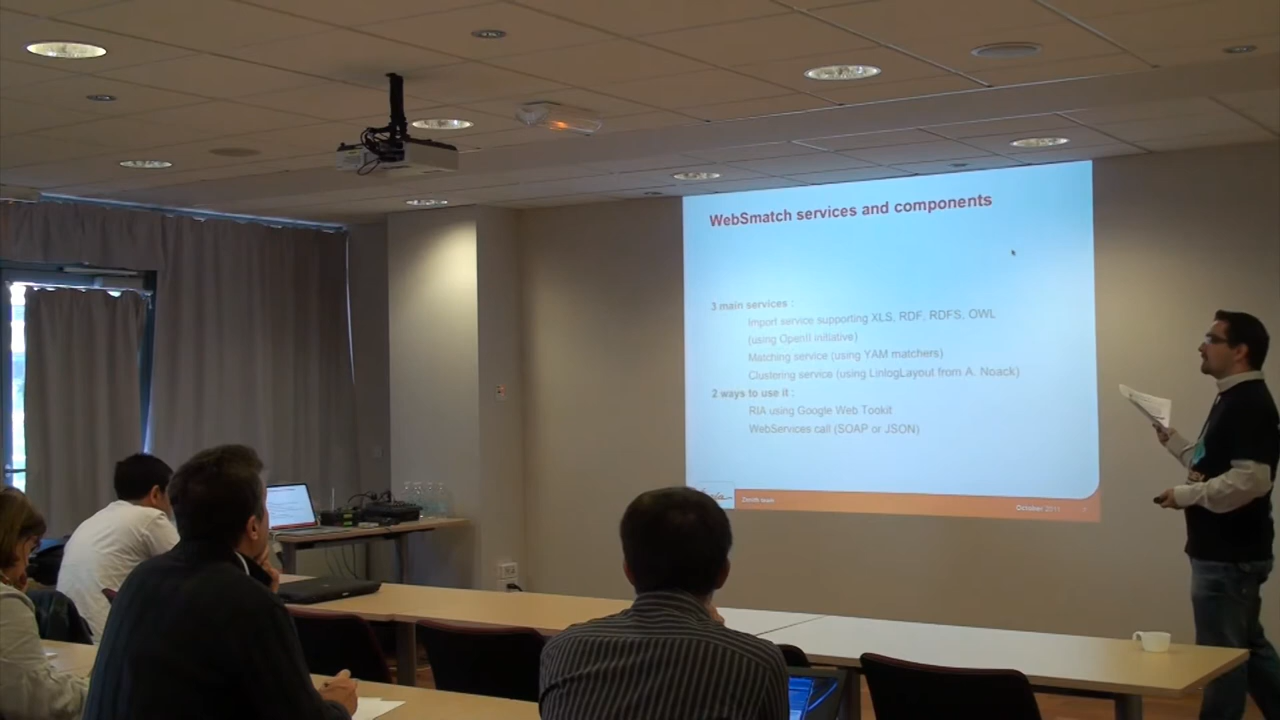 WebSmatch services and components
3 main services :
Import service supporting XLS, RDF, RDFS, OWL
(using OpenII initiative)
Matching service (using YAM matchers)
Clustering service (using LinlogLayout from A. Noack)
2 ways to use it :
RIA using Google Web Tookit
WebServices call (SOAP or JSON)
Zenith team
October 2011